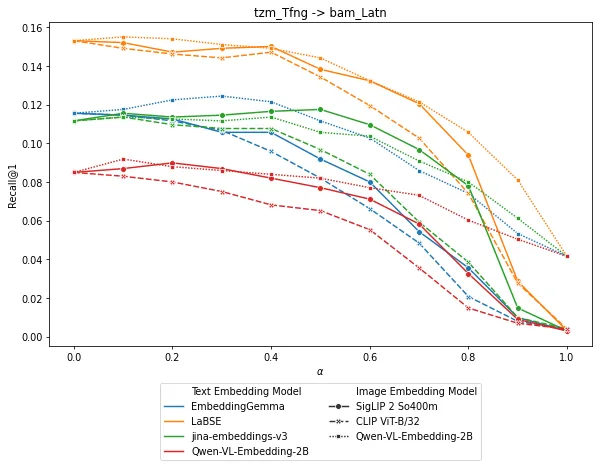 tzm_Tfng -> bam_Latn
0.16
0.14
0.12
0.10
0.08
0.06
0.04
0.02
0.00
Recall@1
0.0 0.2 0.4 0.6 0.8 1.0
α
Text Embedding Model
EmbeddingGemma
LaBSE
jina-embeddings-v3
Qwen-VL-Embedding-2B
Image Embedding Model
SigLIP 2 So400m
CLIP ViT-B/32
Qwen-VL-Embedding-2B